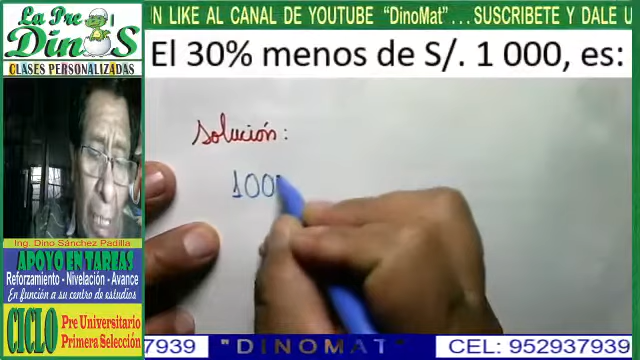 N LIKE AL CANAL DE YOUTUBE “DinoMat”...SUSCRIBETE Y DALE U
La Pre
DinoS
CLASES PERSONALIZADAS
El 30% menos de S/. 1 000, es:
Solución:
100
Ing. Dino Sánchez Padilla
APOYO EN TAREAS
Reforzamiento - Nivelación - Avance
En función a su centro de estudios
CICLO Pre Universitario
Primera Selección
7939 "DINOMAT" CEL: 952937939